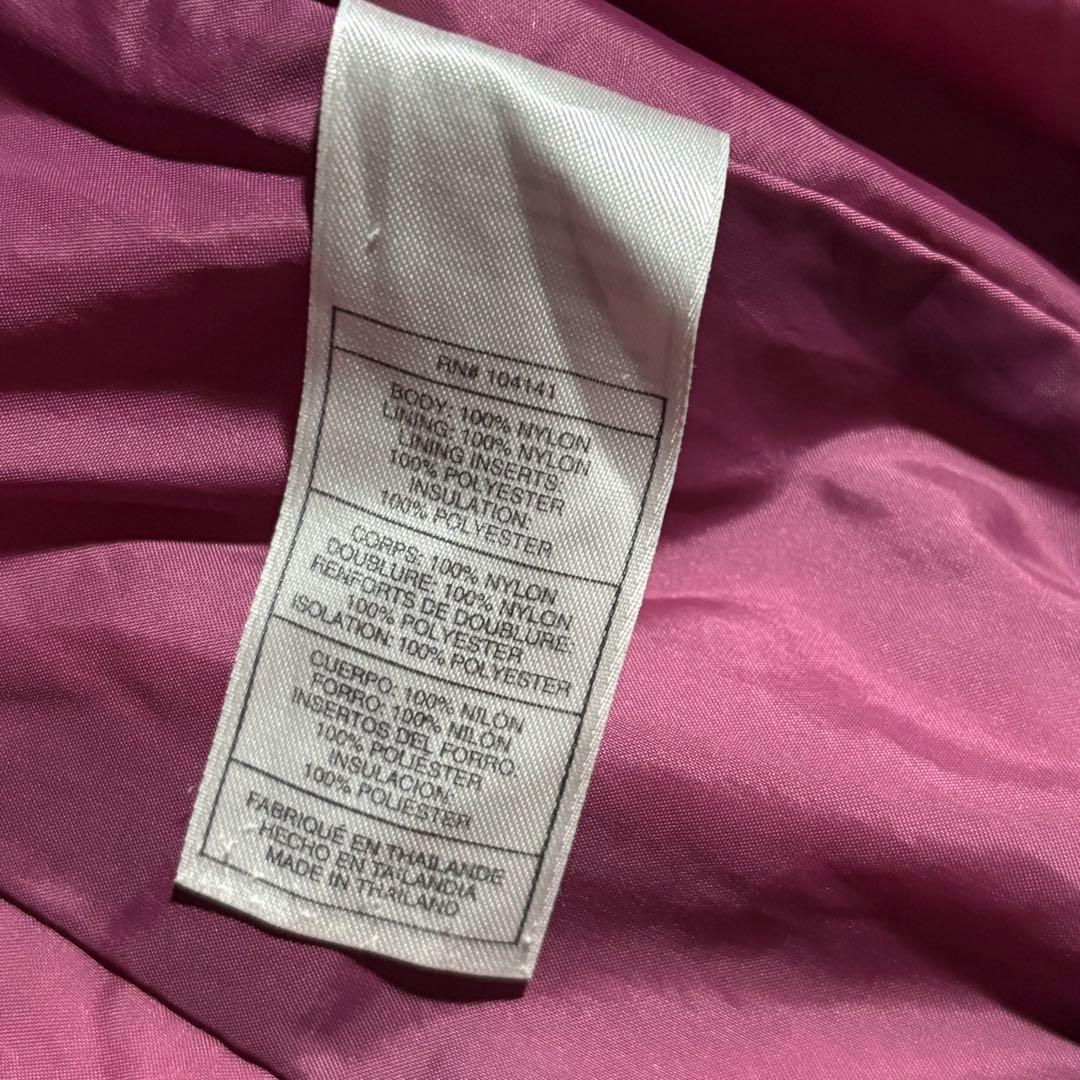 RN# 104141
BODY: 100% NYLON
LINING: 100% NYLON
LINING INSERTS:
100% POLYESTER
INSULATION:
100% POLYESTER
CORPS: 100% NYLON
DOUBLURE: 100% NYLON
RENFORTS DE DOUBLURE:
100% POLYESTER
ISOLATION: 100% POLYESTER
CUERPO: 100% NILON
FORRO: 100% NILON
INSERTOS DEL FORRO:
100% POLIESTER
INSULACION:
100% POLIESTER
FABRIQUÉ EN THAILANDE
HECHO EN TAILANDIA
MADE IN THAILAND